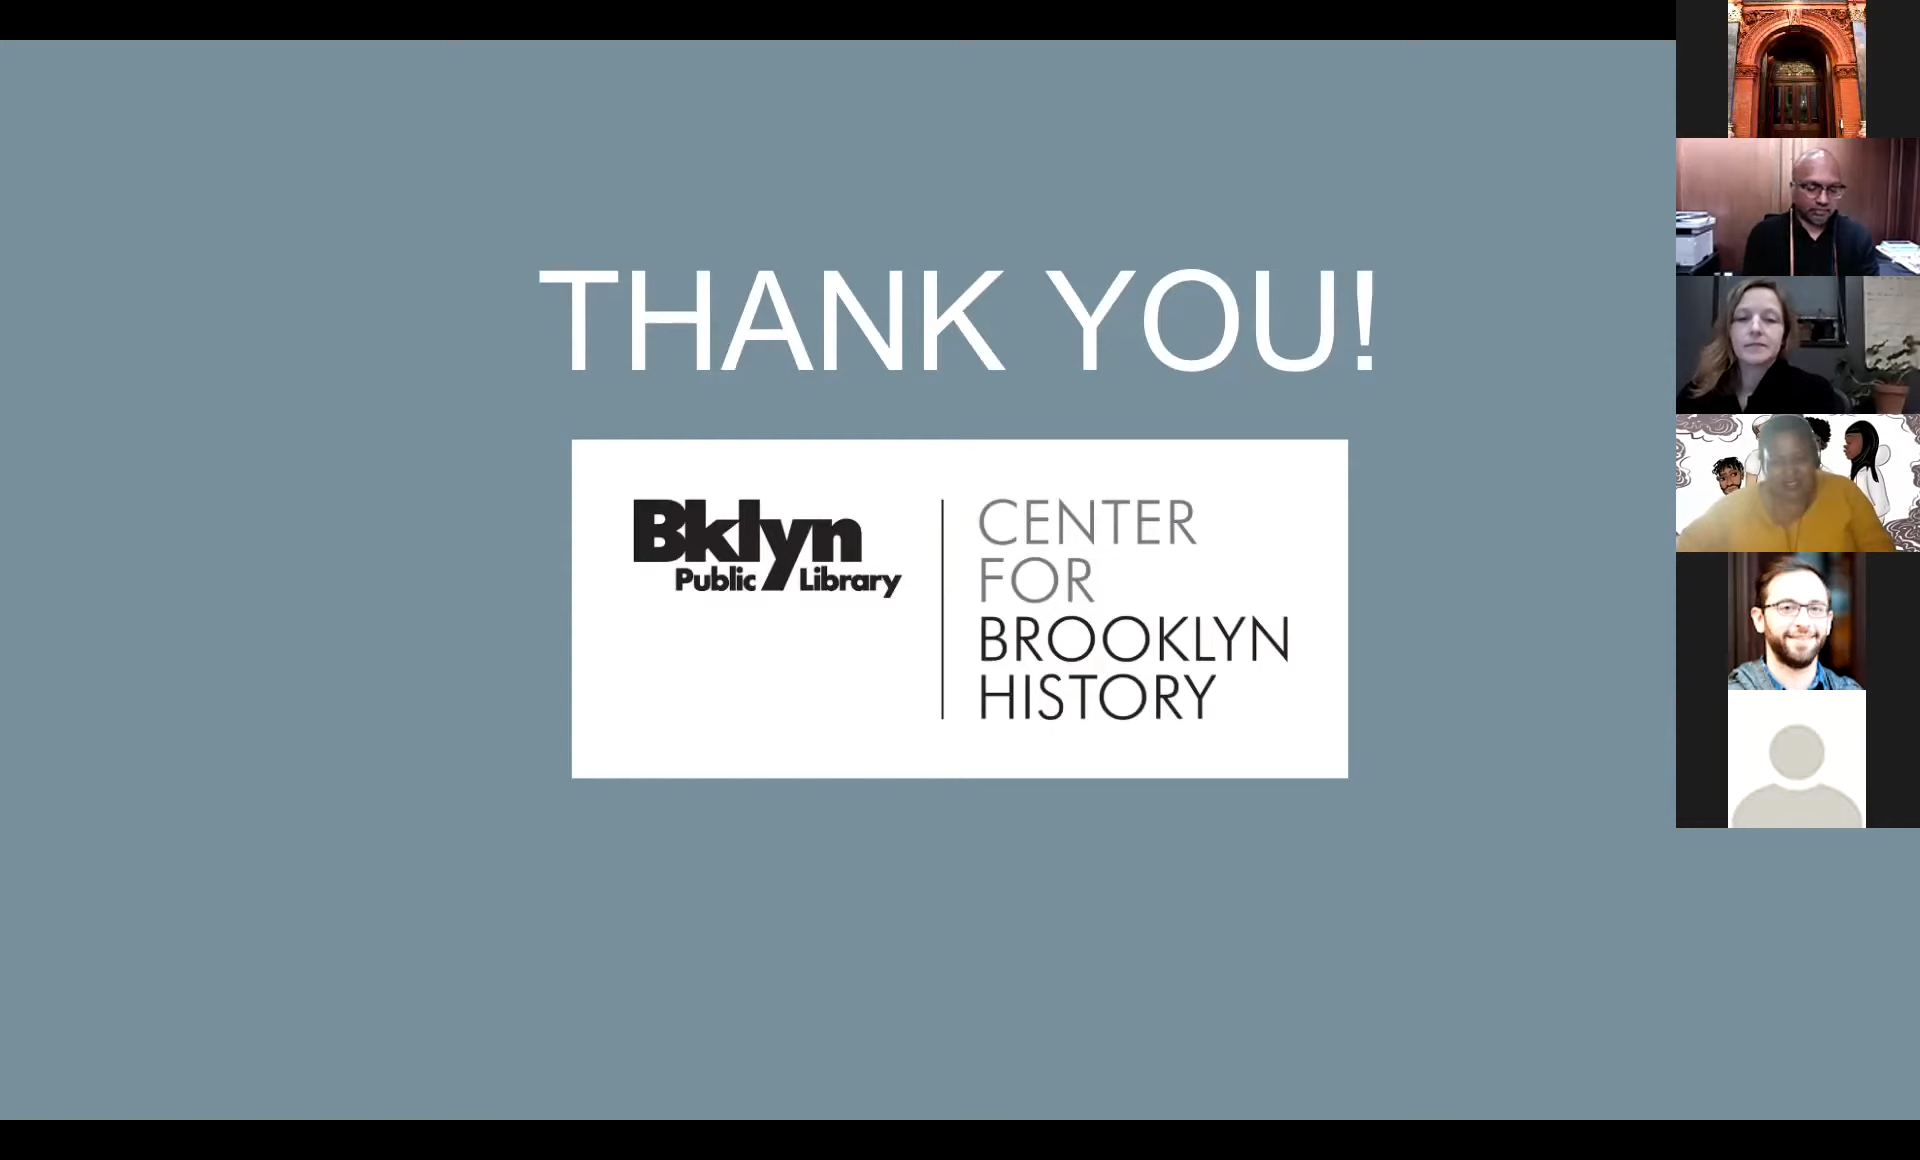 THANK YOU!
Bklyn
Public Library
CENTER
FOR
BROOKLYN
HISTORY